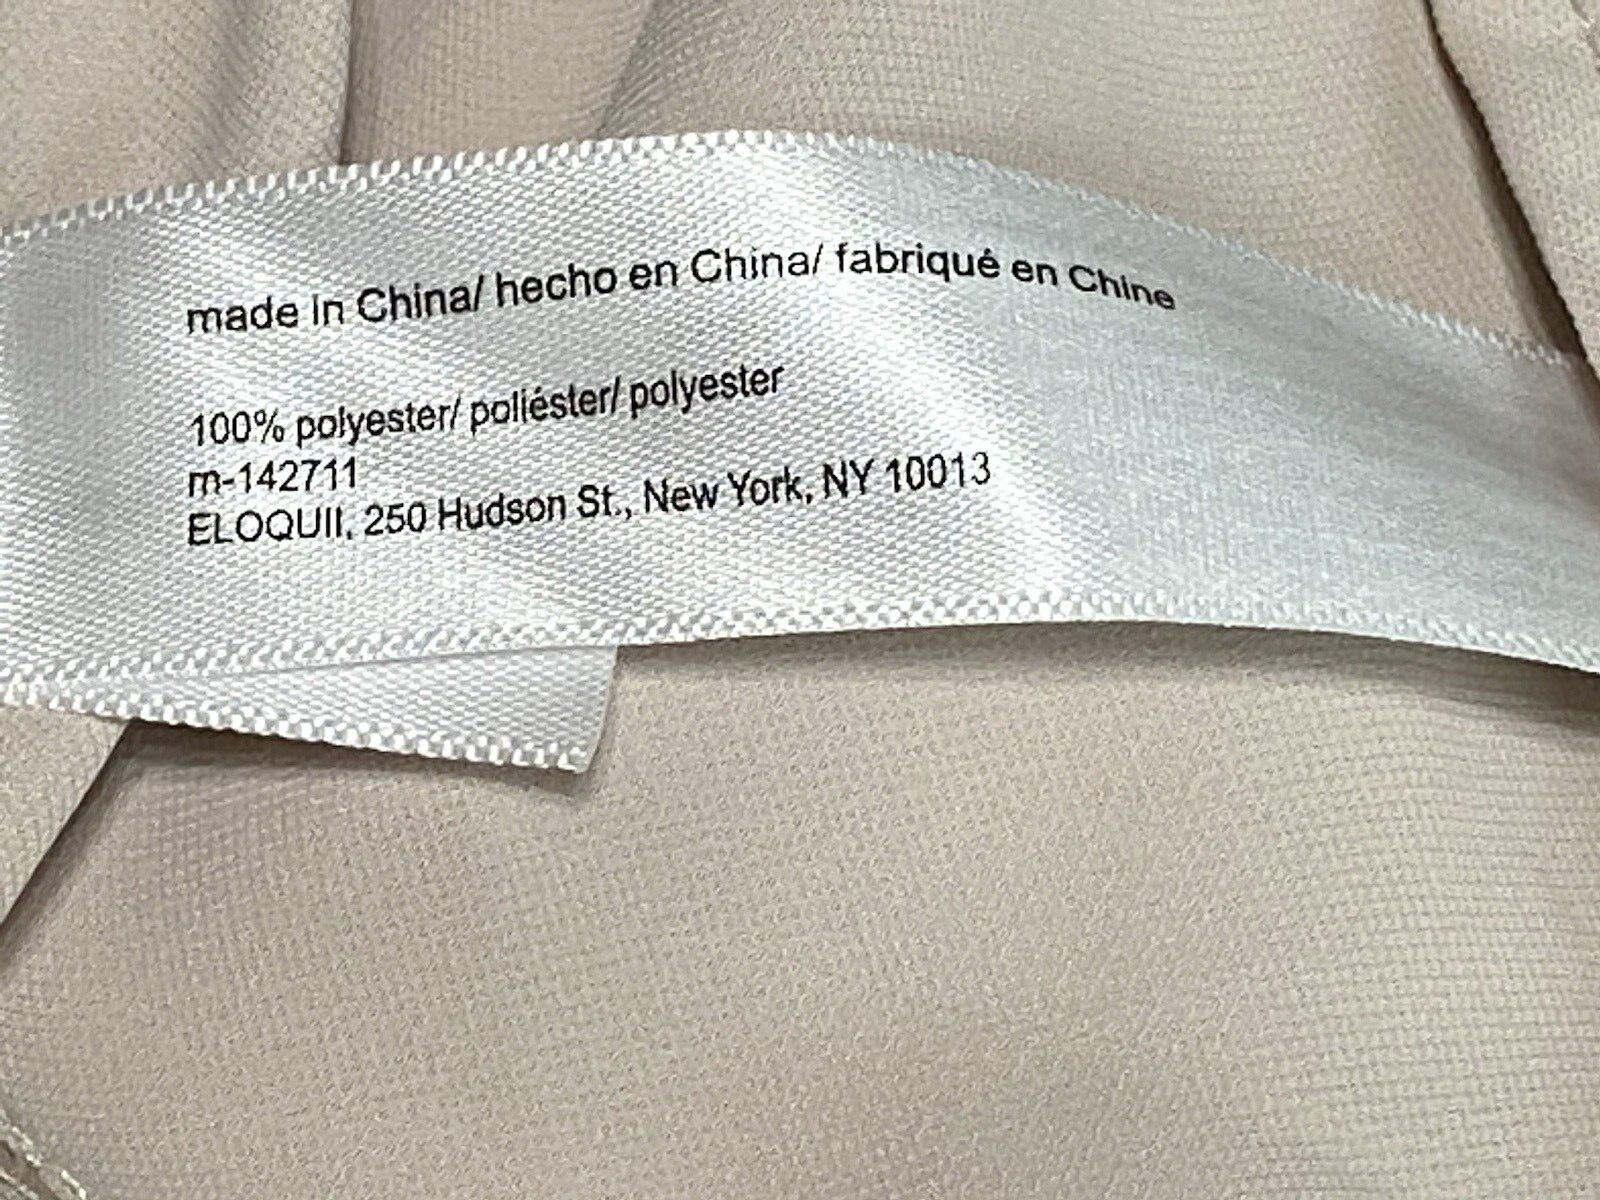 made in China/ hecho en China/ fabriqué en Chine
100% polyester/ poliéster/ polyester
m-142711
ELOQUII, 250 Hudson St., New York, NY 10013